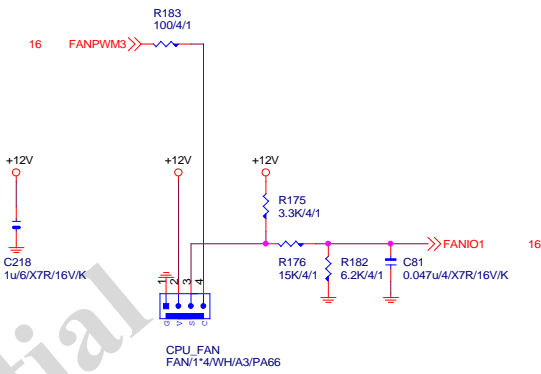 R183
100/4/1
16 FANPWM3
+12V +12V +12V
R175
3.3K/4/1
FANIO1 16
C218
1u/6/X7R/16V/K
R176
15K/4/1
R182
6.2K/4/1
C81
0.047u/4/X7R/16V/K
1 2 3 4
G V S C
CPU_FAN
FAN/1*4/WH/A3/PA66
tial